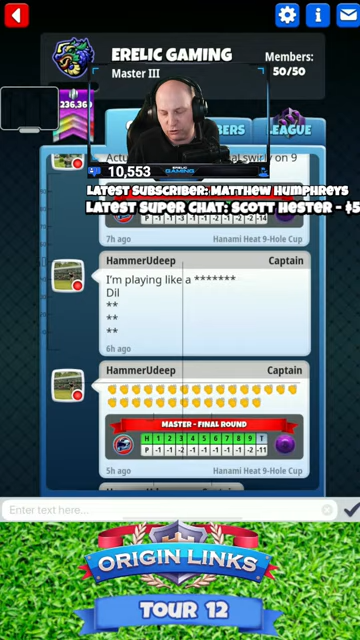 ERELIC GAMING
Master III
Members:
50/50
236,36
BERS
LEAGUE
swirly on 9
10,553
ERELIC
GAMING
Latest Subscriber: Matthew Humphreys
Latest Super Chat: Scott Hester - $5
7h ago
Hanami Heat 9-Hole Cup
HammerUdeep
Captain
I'm playing like a *******
Dil
**
**
**
6h ago
HammerUdeep
Captain
MASTER - FINAL ROUND
H 1 2 3 4 5 6 7 8 9 T
P -1 -1 -2 -1 -1 -1 -1 -2 -1 -11
5h ago
Hanami Heat 9-Hole Cup
Enter text here...
ORIGIN LINKS
TOUR 12